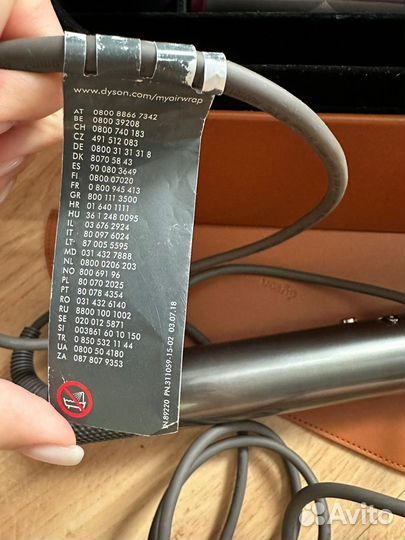 www.dyson.com/myairwrap
AT 0800 8866 7342
BE 0800 39208
CH 0800 740 183
CZ 491 512 083
DE 0800 31 31 31 8
DK 8070 58 43
ES 90 080 3649
FI 0800 07020
FR 0 800 945 413
GR 800 111 3500
HR 01 640 1111
HU 36 1 248 0095
IL 03 676 2924
IT 80 097 6024
LT 87 005 5595
MD 031 432 7888
NL 0800 0206 203
NO 800 691 96
PL 80 070 2025
PT 80 078 4354
RO 031 432 6140
RU 8800 100 1002
SE 020 012 5871
SI 003861 60 10 150
TR 0 850 532 11 44
UA 0800 50 4180
ZA 087 807 9353
JN.89220 PN.311059-15-02 03.07.18
dyson
Avito